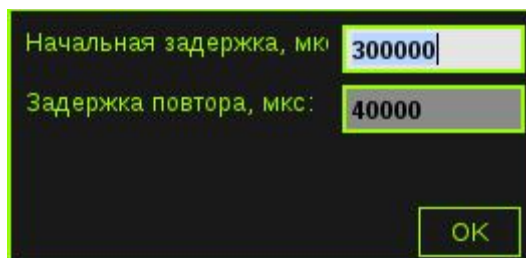 Начальная задержка, мк
300000
Задержка повтора, мкс:
40000
OK